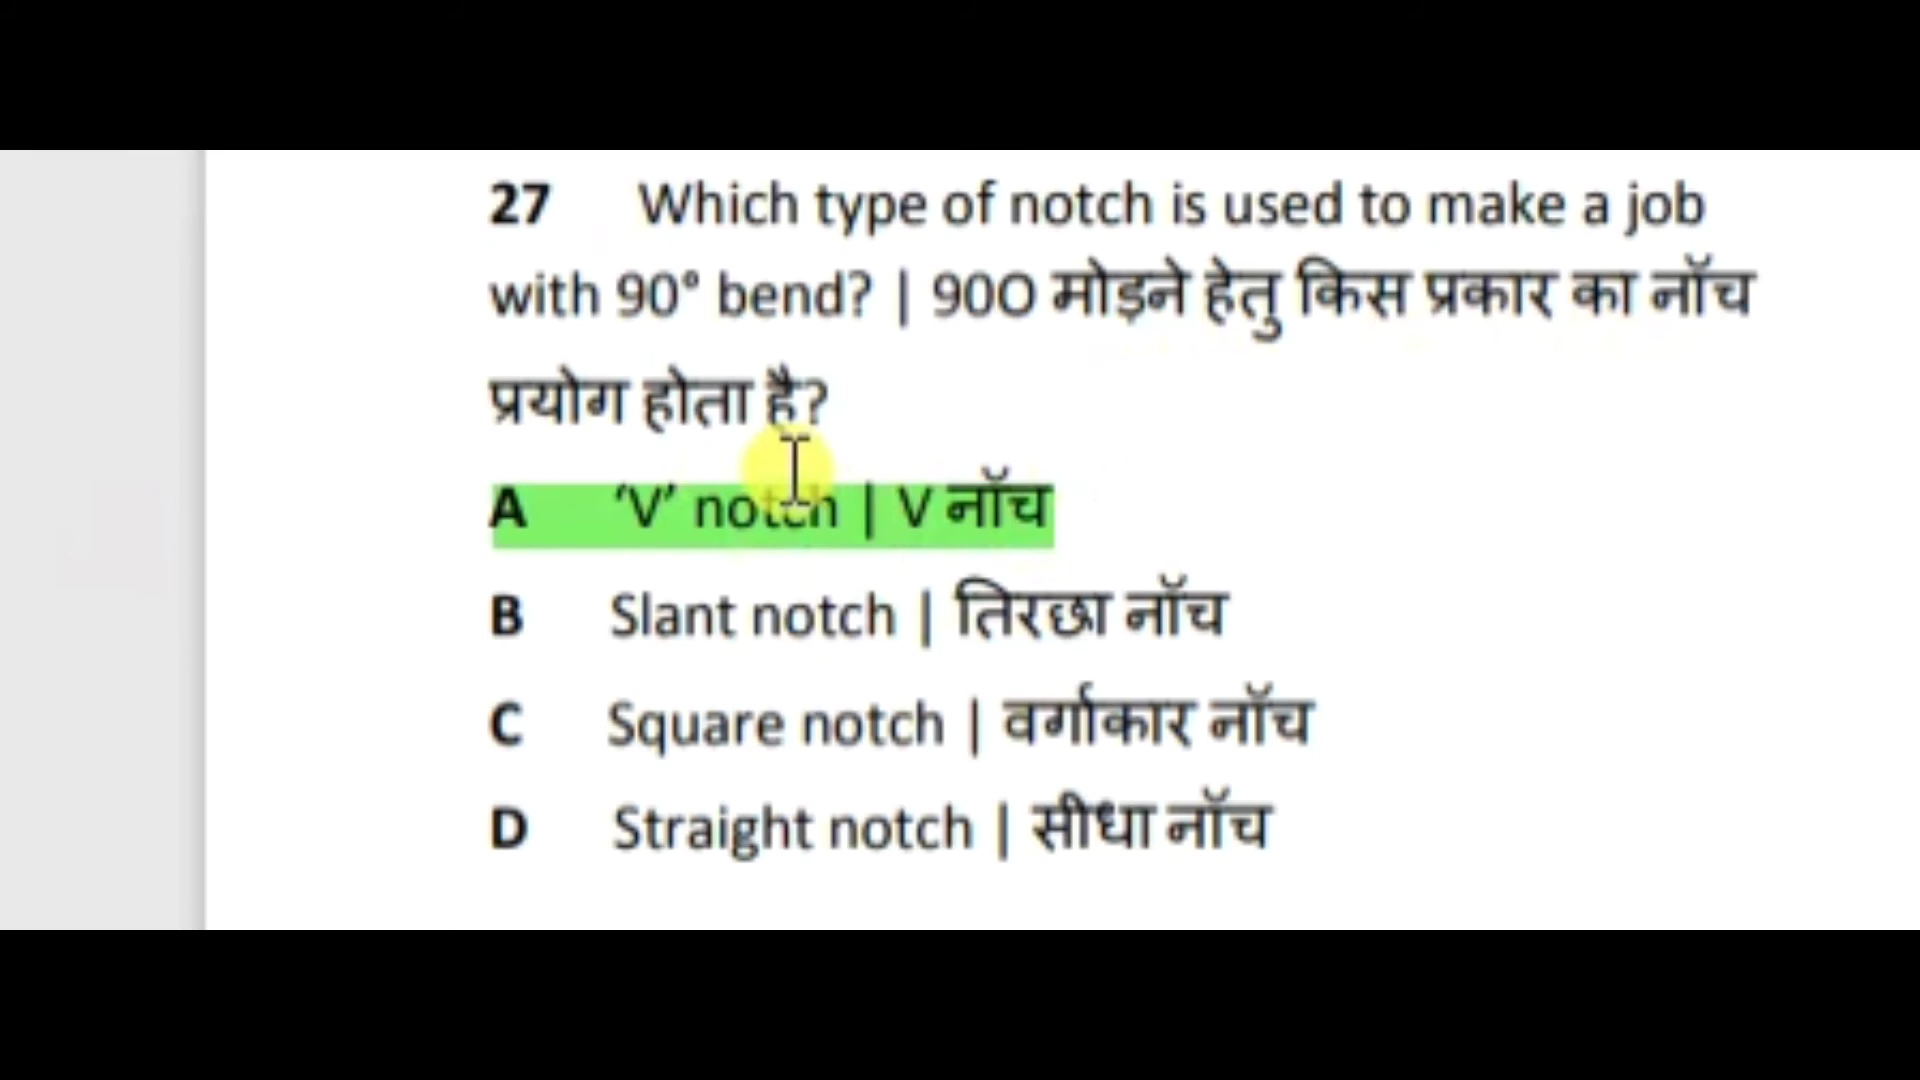 27 Which type of notch is used to make a job
with 90° bend? | 90O मोड़ने हेतु किस प्रकार का नॉच
प्रयोग होता है?
A ‘V’ notch | V नॉच
B Slant notch | तिरछा नॉच
C Square notch | वर्गाकार नॉच
D Straight notch | सीधा नॉच